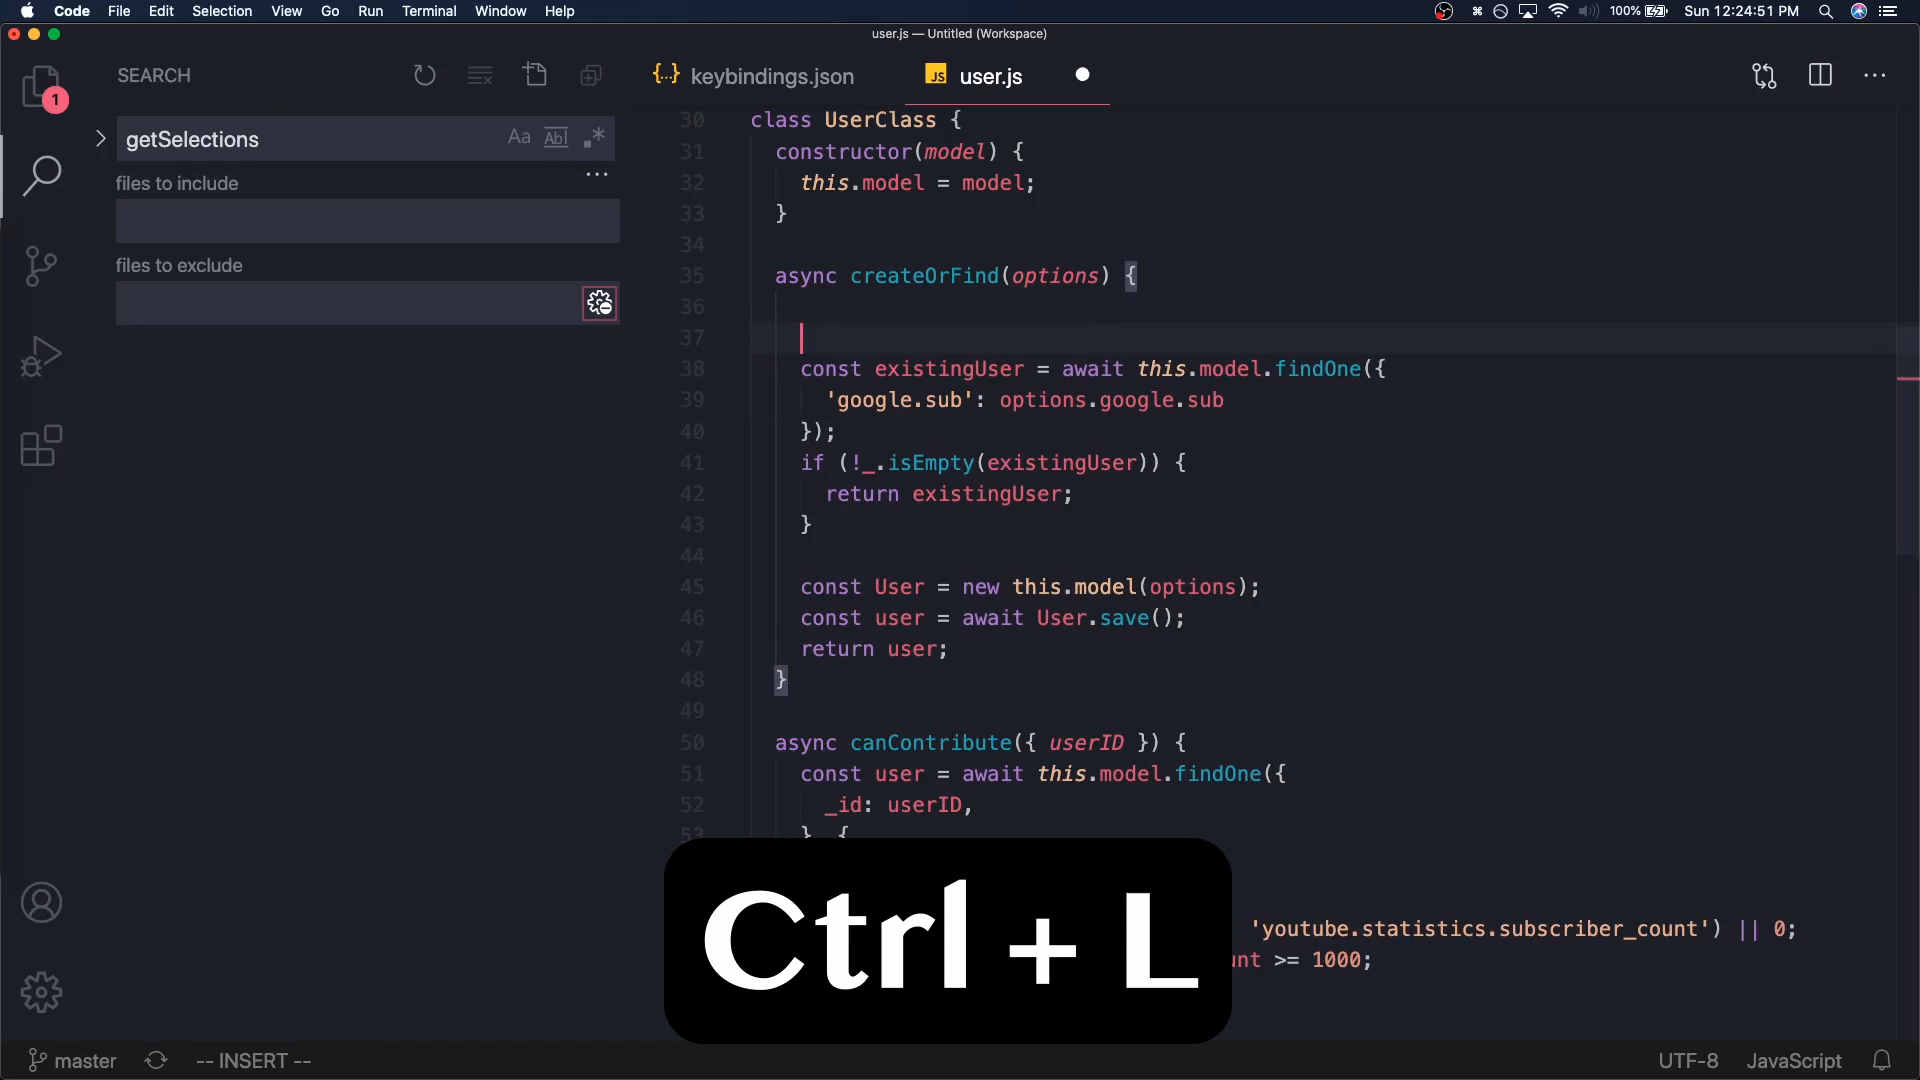 Code File Edit Selection View Go Run Terminal Window Help 100% Sun 12:24:51 PM
user.js — Untitled (Workspace)
SEARCH
1
getSelections Aa Abl .*
files to include ...
files to exclude
{..} keybindings.json JS user.js
30 class UserClass {
31 constructor(model) {
32 this.model = model;
33 }
34
35 async createOrFind(options) {
36
37
38 const existingUser = await this.model.findOne({
39 'google.sub': options.google.sub
40 });
41 if (!_.isEmpty(existingUser)) {
42 return existingUser;
43 }
44
45 const User = new this.model(options);
46 const user = await User.save();
47 return user;
48 }
49
50 async canContribute({ userID }) {
51 const user = await this.model.findOne({
52 _id: userID,
53 } {
'youtube.statistics.subscriber_count') || 0;
>= 1000;
Ctrl + L
master -- INSERT -- UTF-8 JavaScript